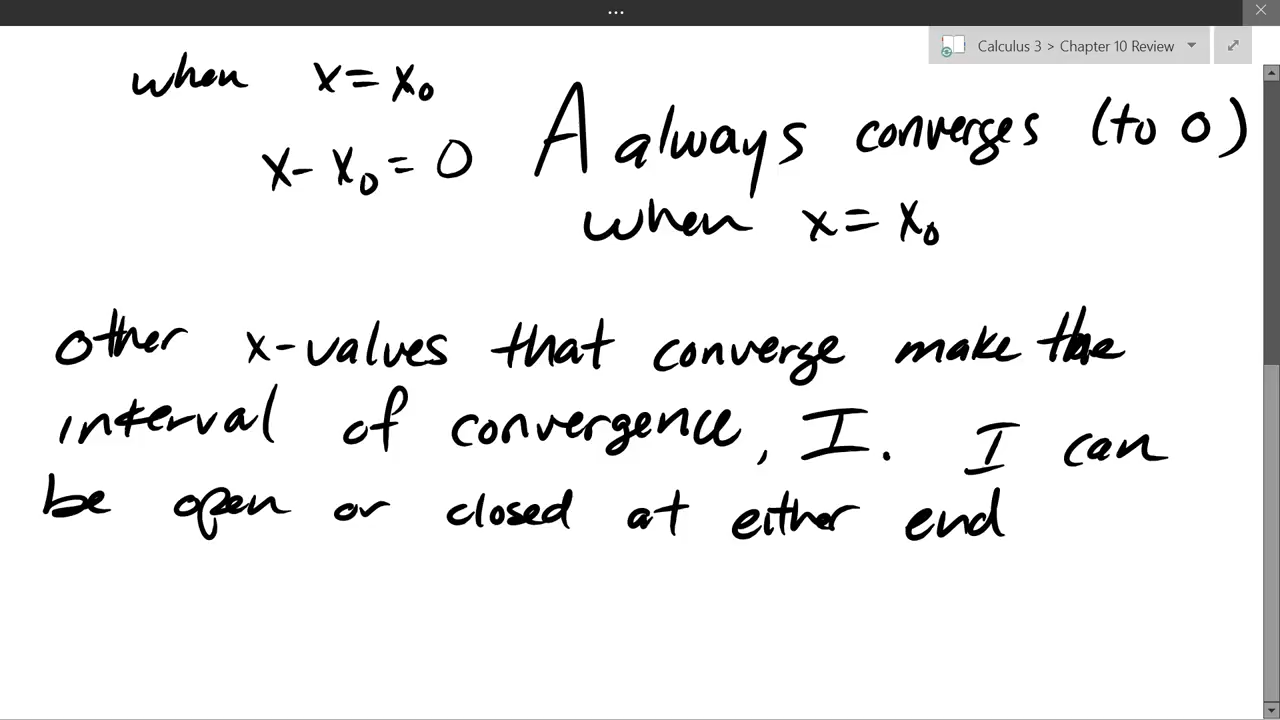 ...
Calculus 3 > Chapter 10 Review
when x = x₀
x - x₀ = 0
A always converges (to 0)
when x = x₀
other x-values that converge make the
interval of convergence, I. I can
be open or closed at either end